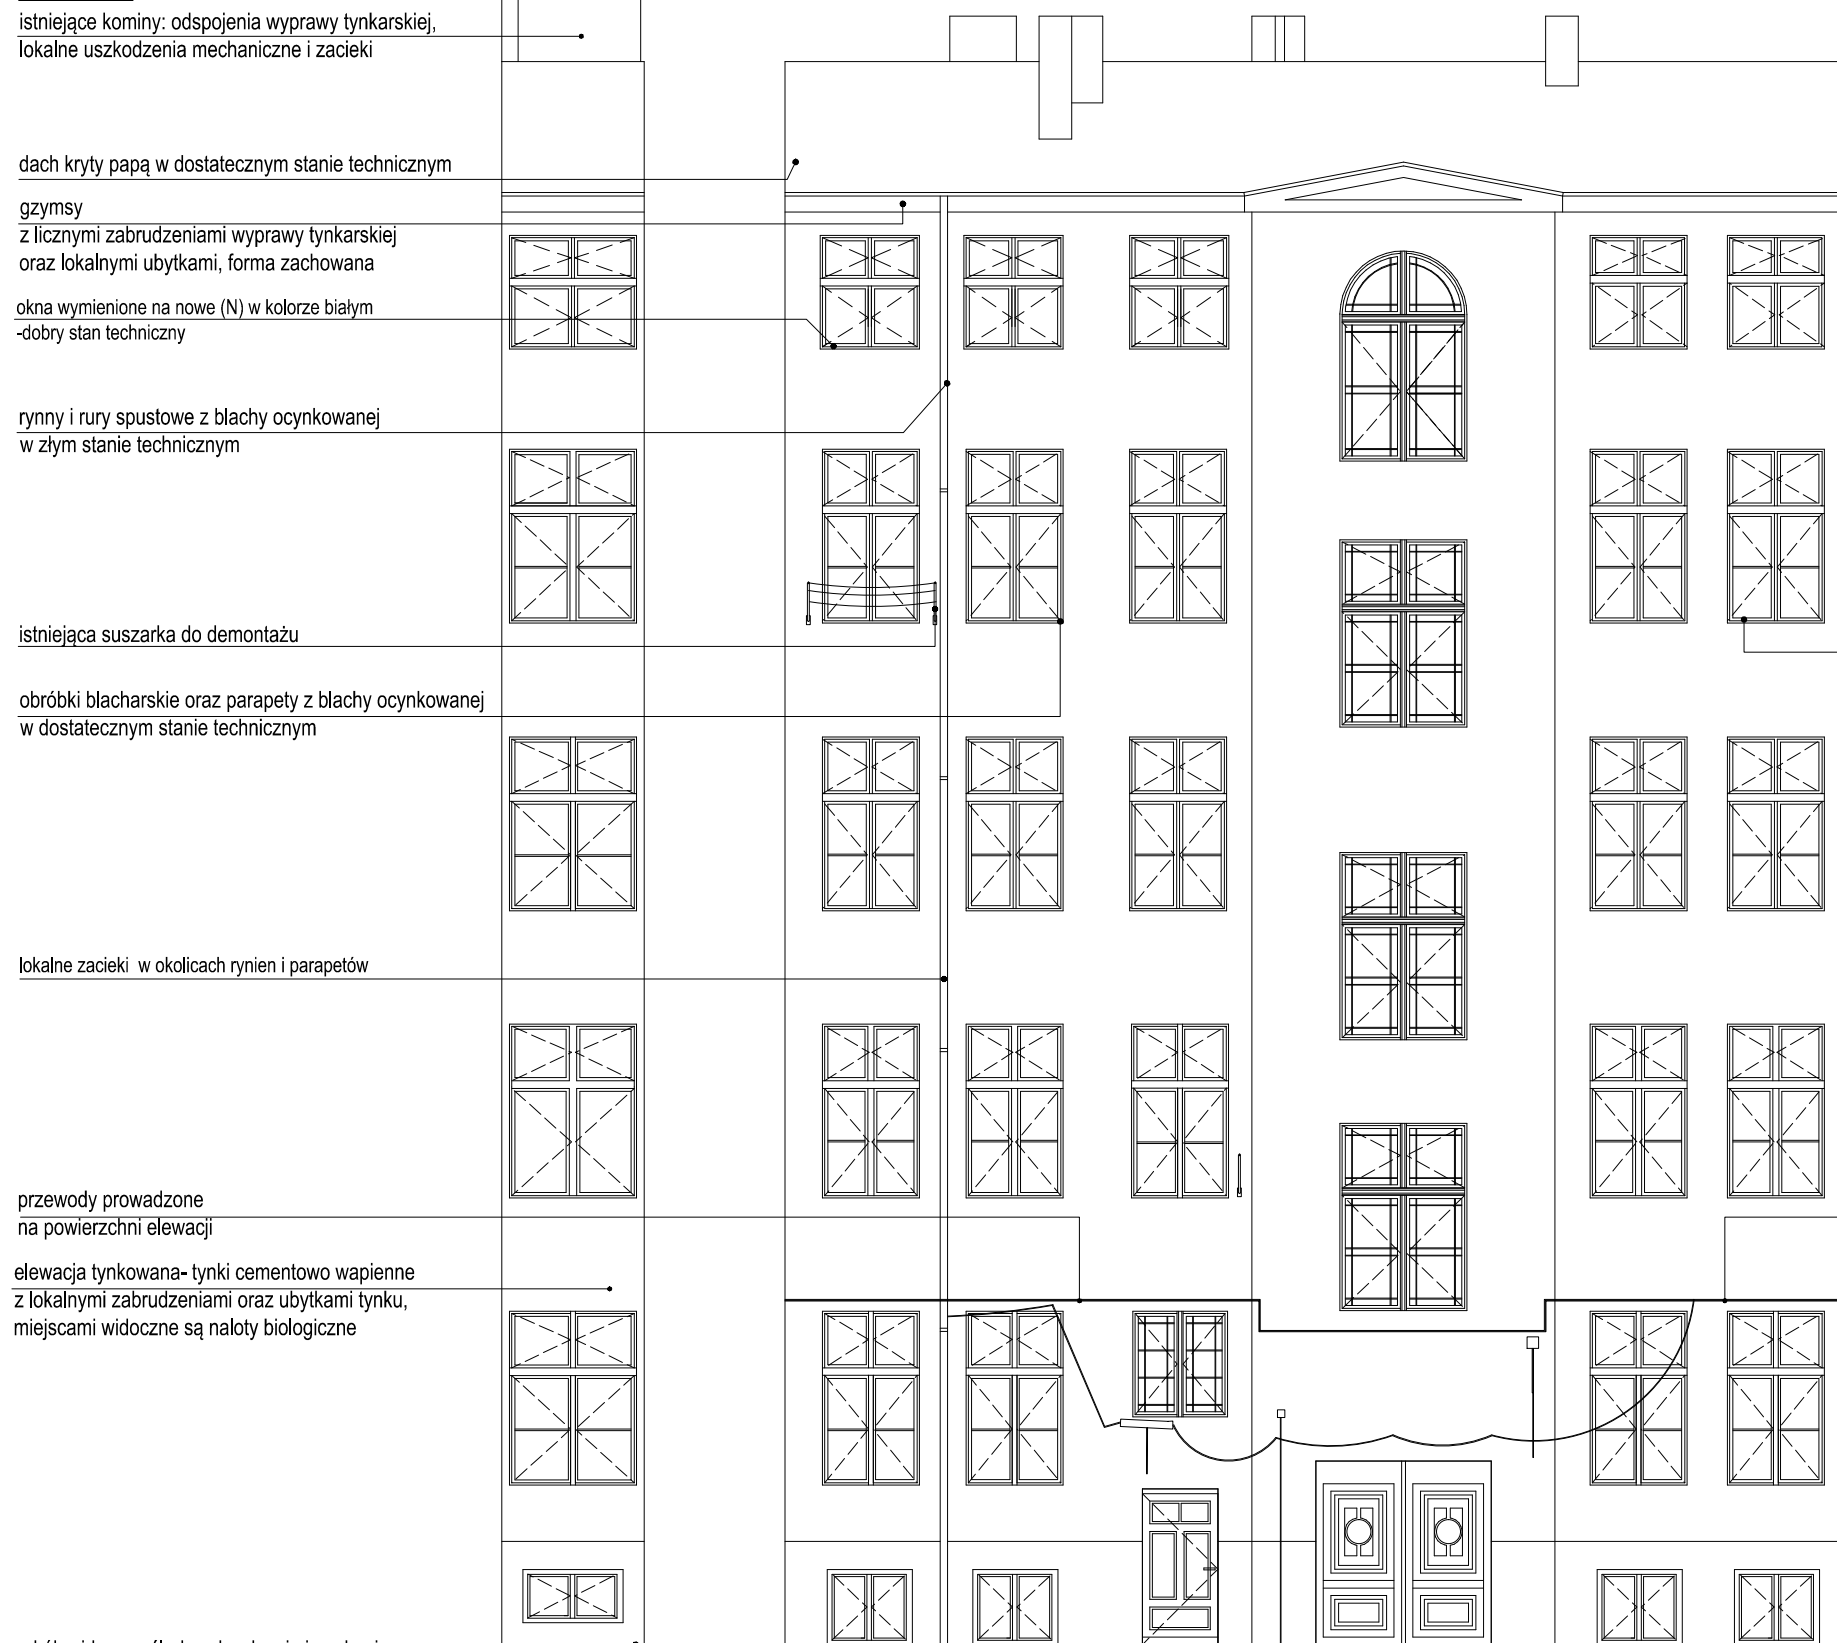 istniejące kominy: odspojenia wyprawy tynkarskiej,
lokalne uszkodzenia mechaniczne i zacieki
dach kryty papą w dostatecznym stanie technicznym
gzymsy
z licznymi zabrudzeniami wyprawy tynkarskiej
oraz lokalnymi ubytkami, forma zachowana
okna wymienione na nowe (N) w kolorze białym
-dobry stan techniczny
rynny i rury spustowe z blachy ocynkowanej
w złym stanie technicznym
istniejąca suszarka do demontażu
obróbki blacharskie oraz parapety z blachy ocynkowanej
w dostatecznym stanie technicznym
lokalne zacieki w okolicach rynien i parapetów
przewody prowadzone
na powierzchni elewacji
elewacja tynkowana- tynki cementowo wapienne
z lokalnymi zabrudzeniami oraz ubytkami tynku,
miejscami widoczne są naloty biologiczne